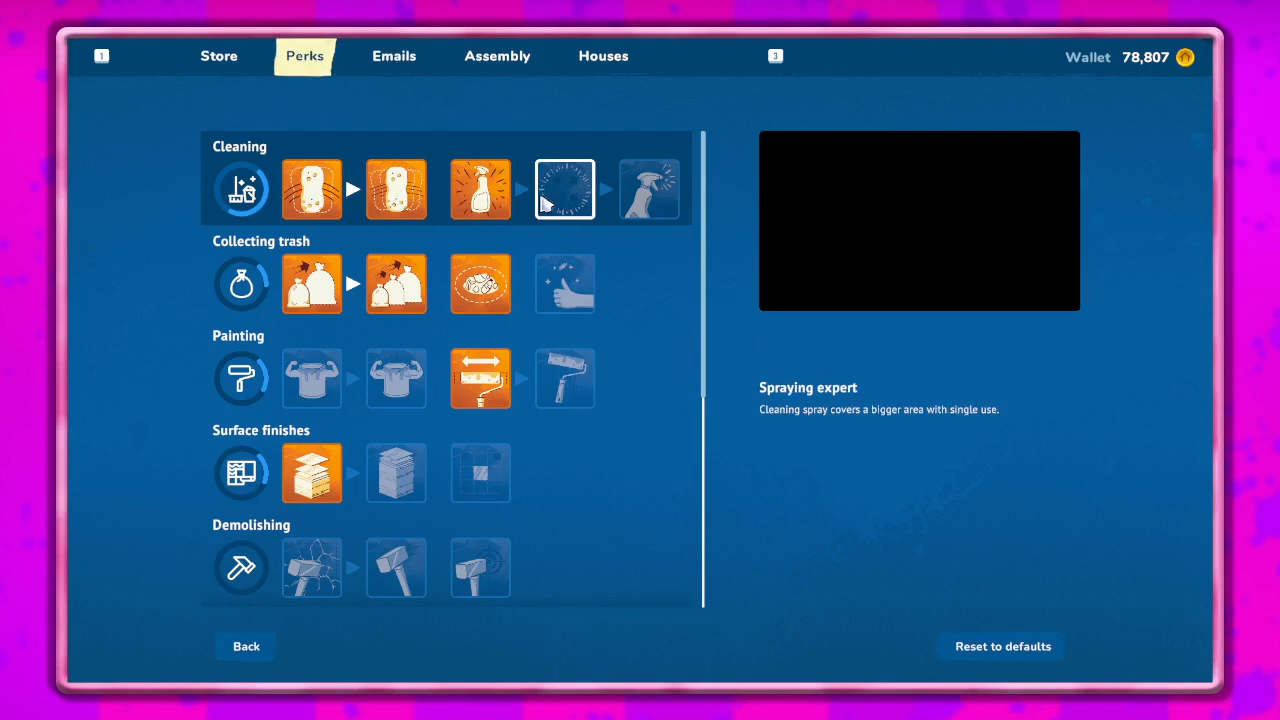 1
Store
Perks
Emails
Assembly
Houses
3
Wallet 78,807
Cleaning
Collecting trash
Painting
Surface finishes
Demolishing
Spraying expert
Cleaning spray covers a bigger area with single use.
Back
Reset to defaults